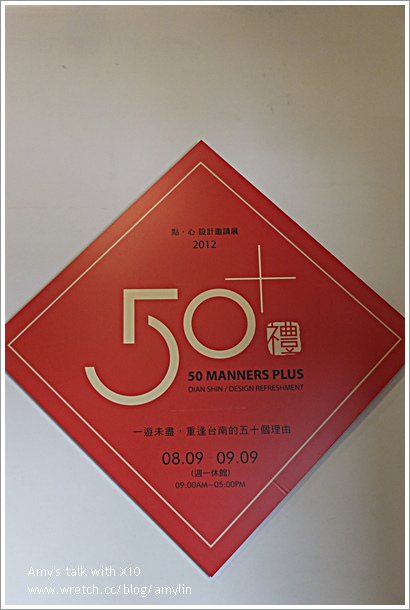 點・心 設計邀請展
2012
50+
禮
50 MANNERS PLUS
DIAN SHIN / DESIGN REFRESHMENT
一遊未盡，重逢台南的五十個理由
08.09 09.09
(週一休館)
09:00AM~05:00PM
Amy's talk with X10
www.wretch.cc/blog/amylin